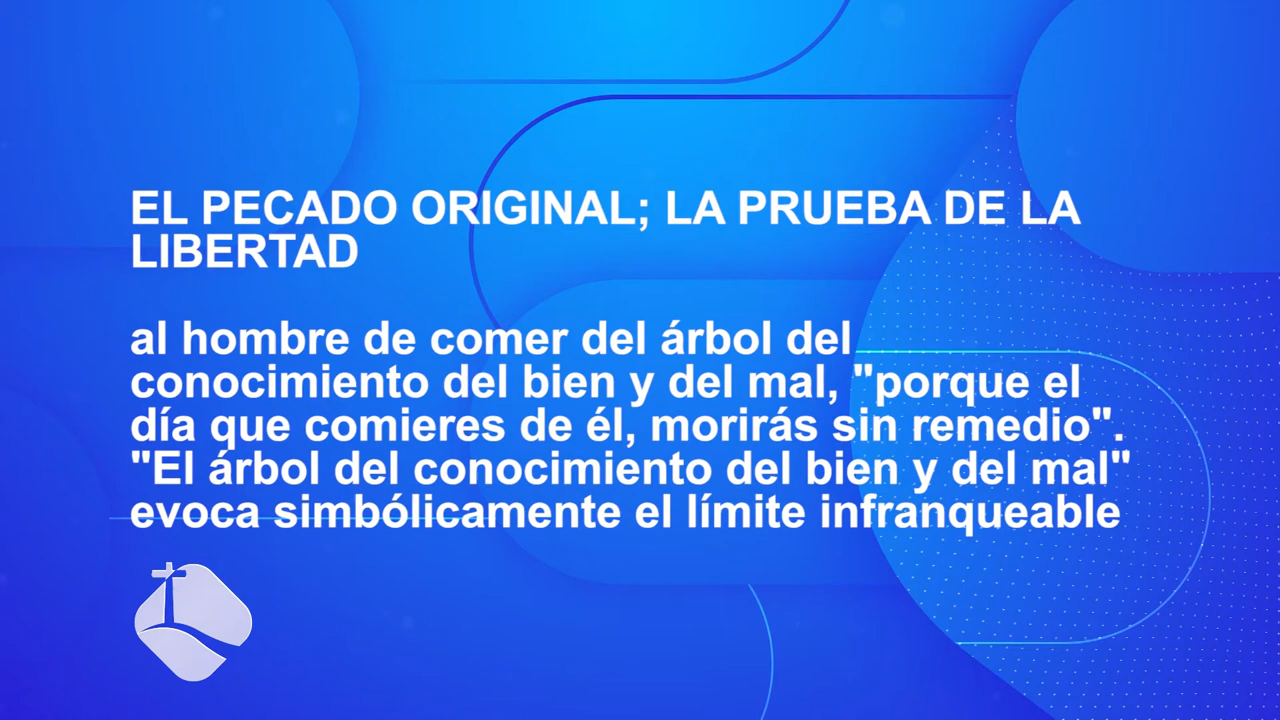 EL PECADO ORIGINAL; LA PRUEBA DE LA
LIBERTAD
al hombre de comer del árbol del
conocimiento del bien y del mal, "porque el
día que comieres de él, morirás sin remedio".
"El árbol del conocimiento del bien y del mal"
evoca simbólicamente el límite infranqueable